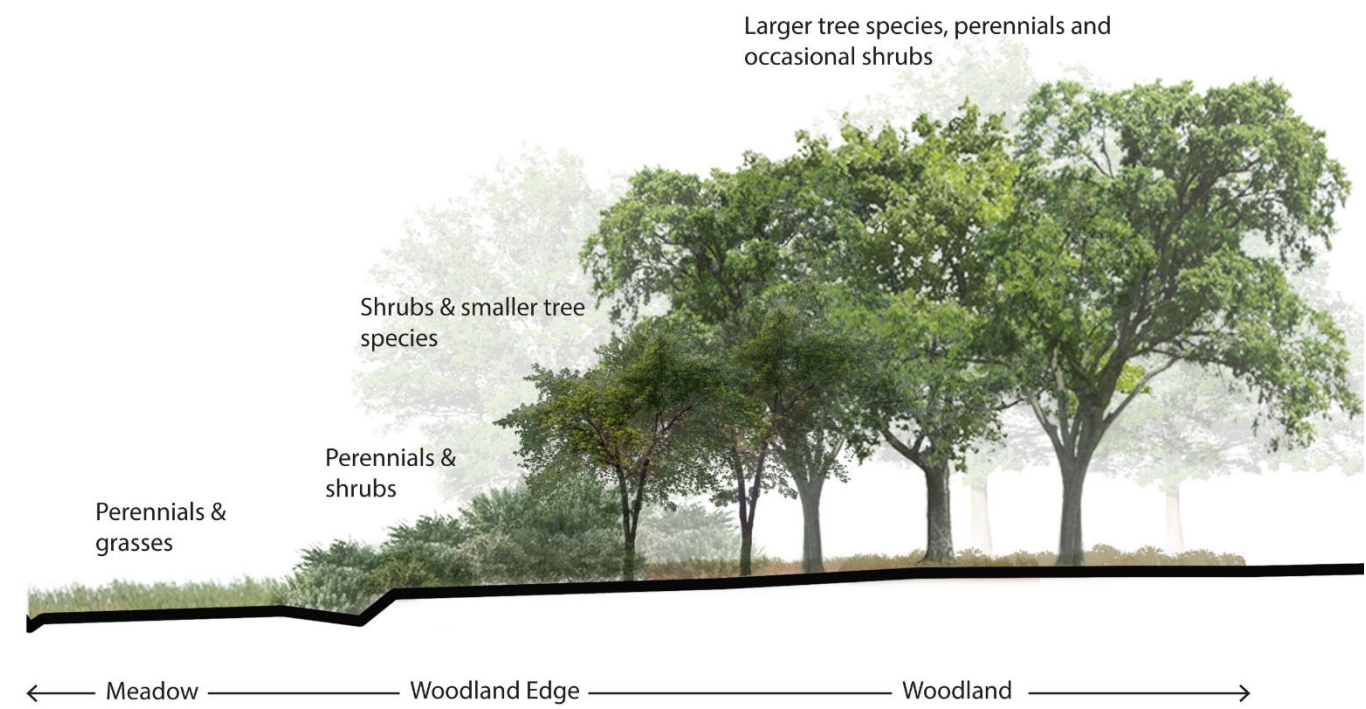 Larger tree species, perennials and
occasional shrubs
Shrubs & smaller tree
species
Perennials &
shrubs
Perennials &
grasses
Meadow
Woodland Edge
Woodland